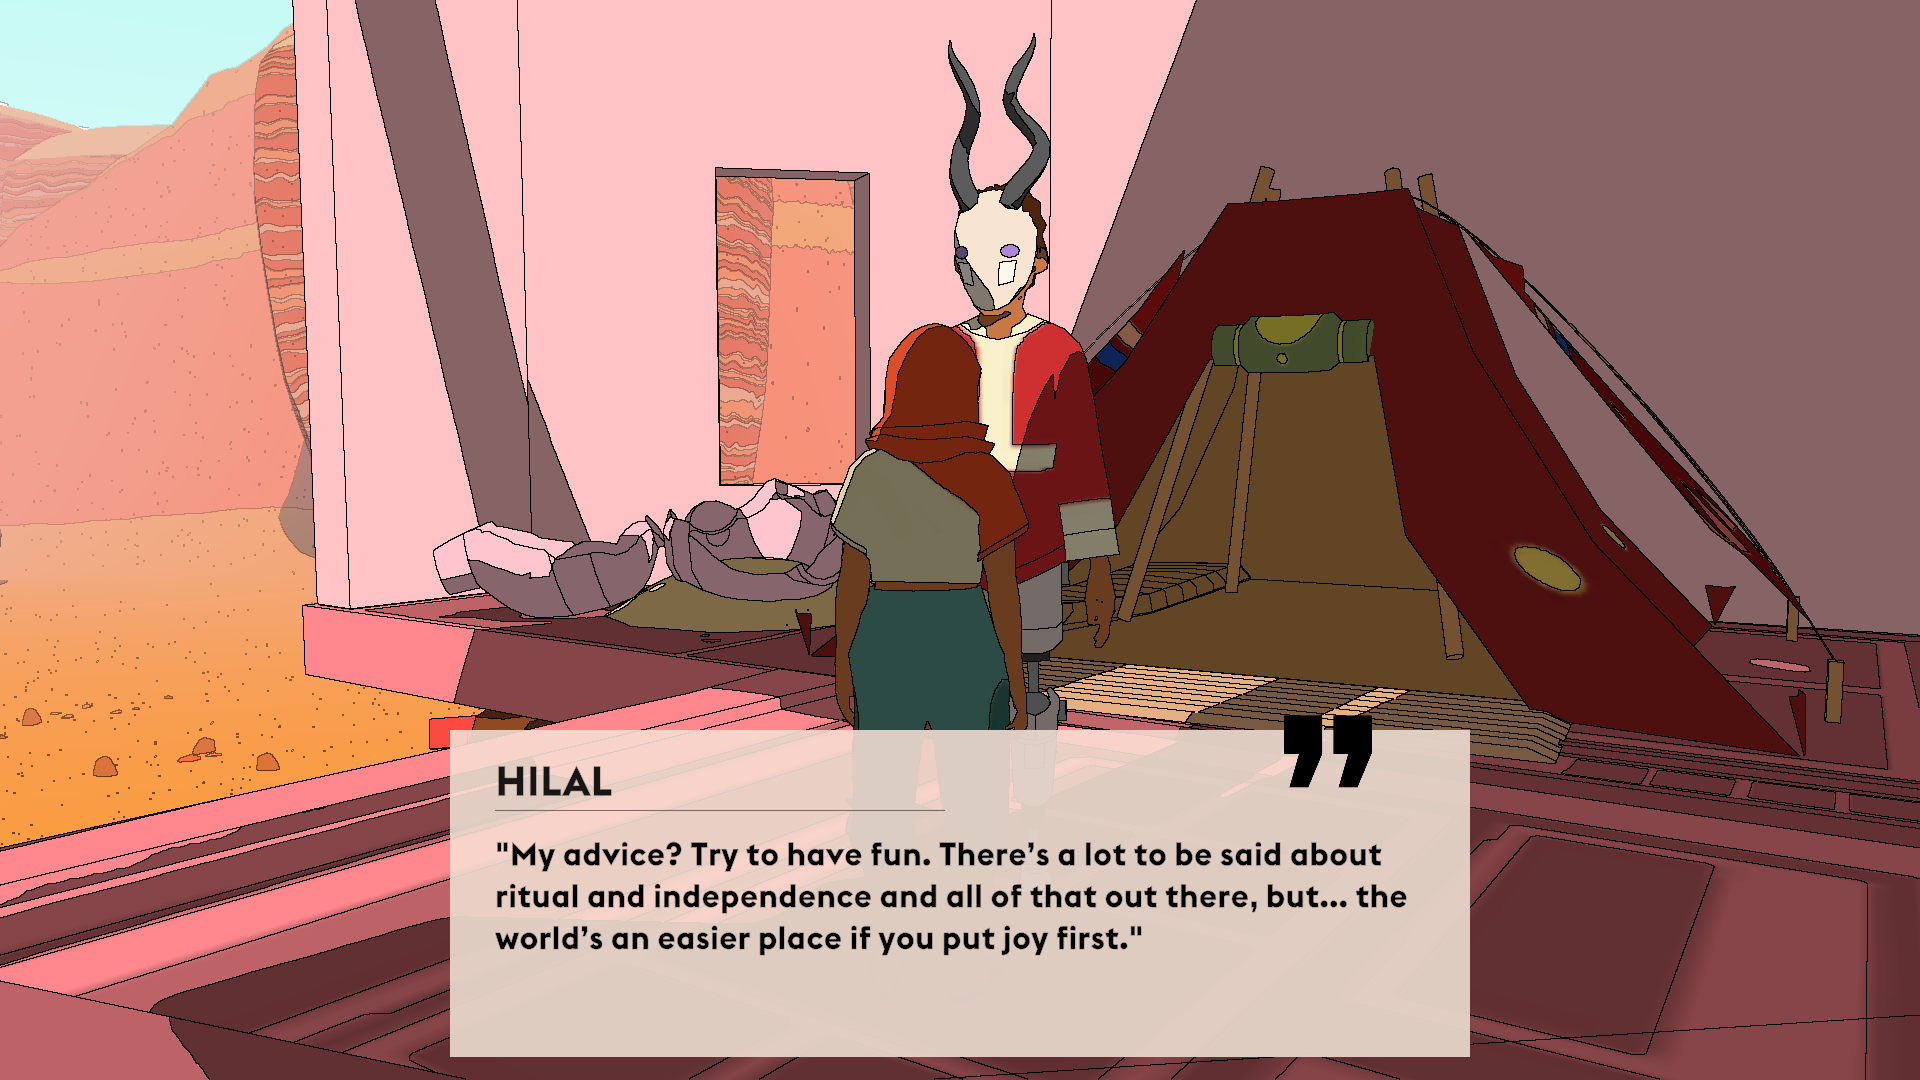 HILAL
"My advice? Try to have fun. There’s a lot to be said about
ritual and independence and all of that out there, but... the
world’s an easier place if you put joy first."